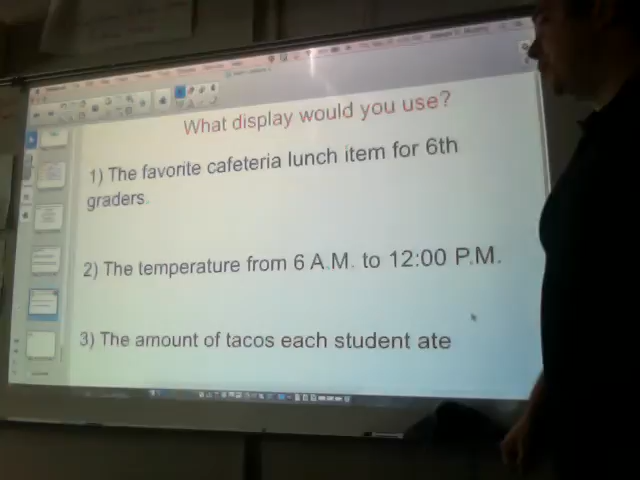 What display would you use?
1) The favorite cafeteria lunch item for 6th
graders.
2) The temperature from 6 A.M. to 12:00 P.M.
3) The amount of tacos each student ate